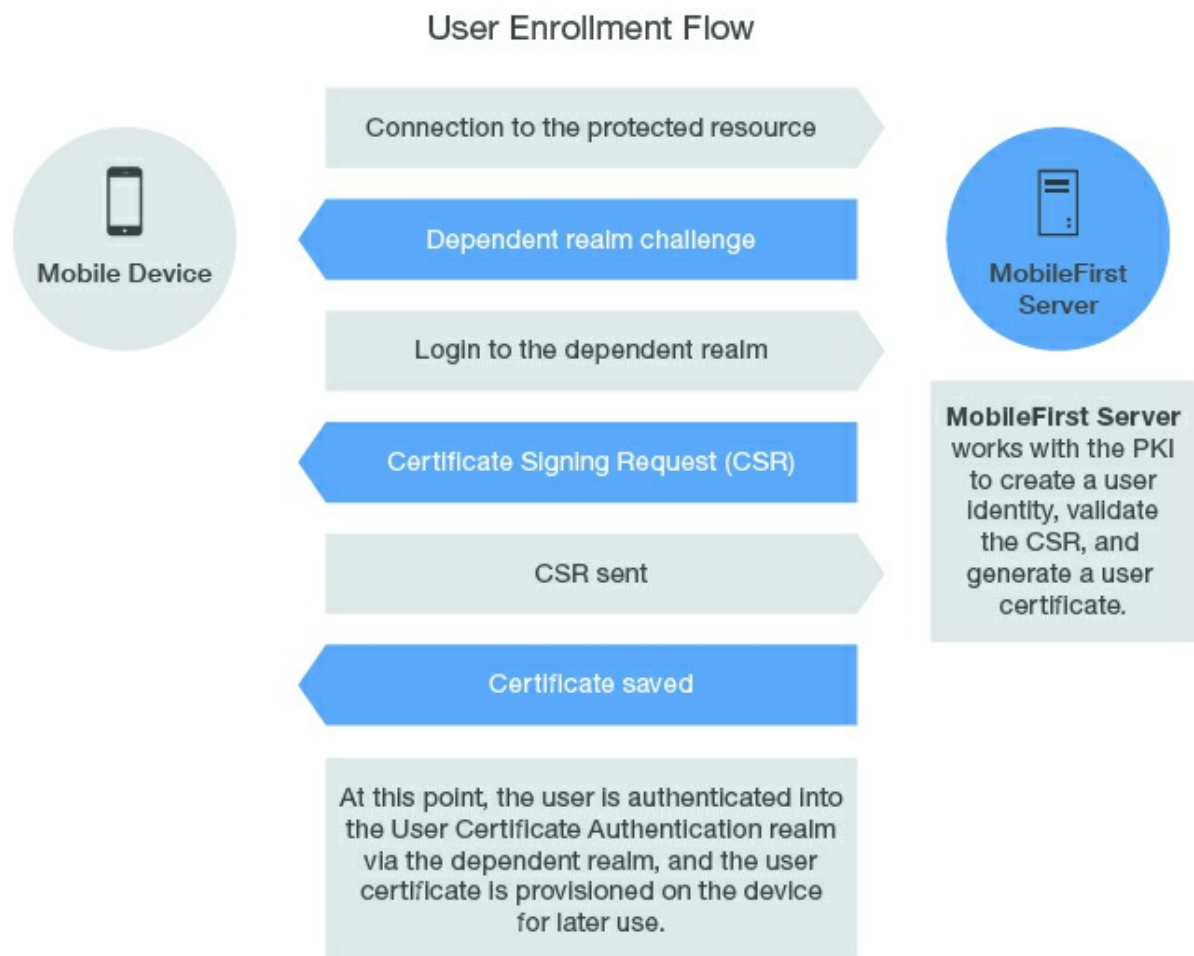 User Enrollment Flow
Connection to the protected resource
Mobile Device
Dependent realm challenge
MobileFirst
Server
Login to the dependent realm
Certificate Signing Request (CSR)
MobileFirst Server
works with the PKI
to create a user
identity, validate
the CSR, and
generate a user
certificate.
CSR sent
Certificate saved
At this point, the user is authenticated into
the User Certificate Authentication realm
via the dependent realm, and the user
certificate is provisioned on the device
for later use.